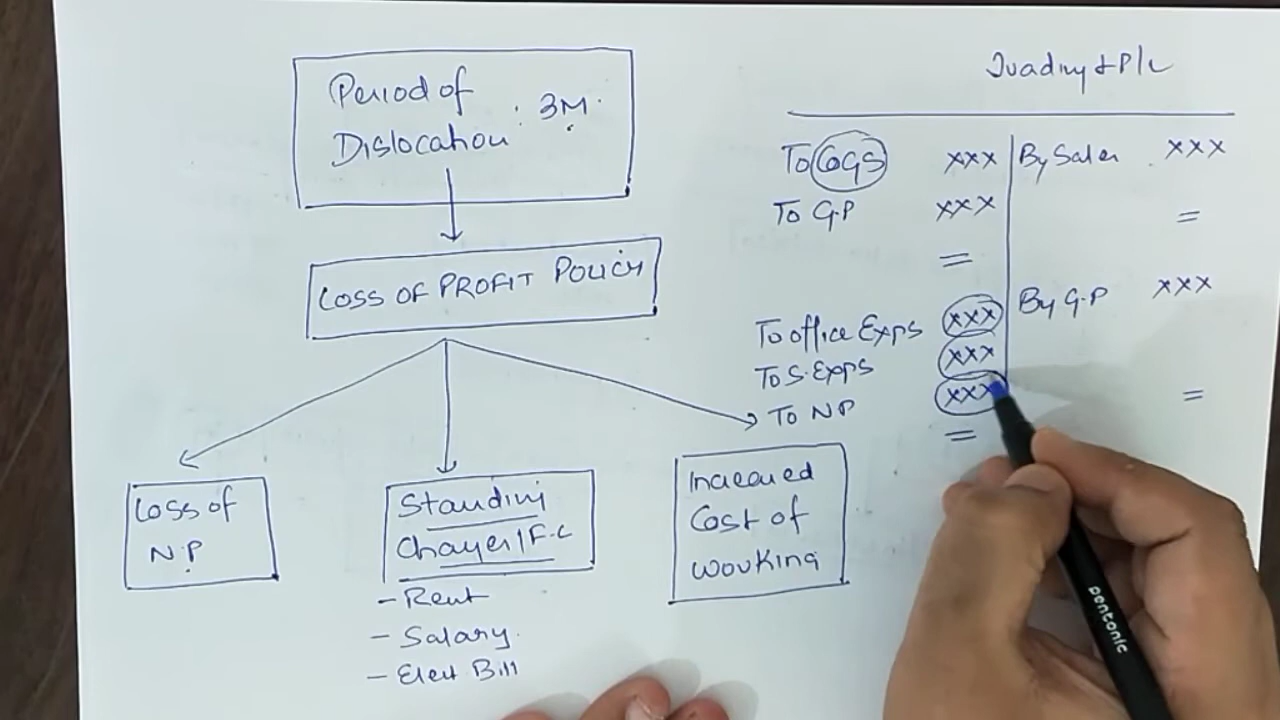 Period of
Dislocation : 3M.
LOSS OF PROFIT POLICY
Loss of
N.P
Standing
Charges/F.C
- Rent
- Salary.
- Elect Bill
Increased
Cost of
working
Trading & P/L
To COGS xxx By Sales xxx
To G.P xxx =
=
By G.P xxx
To office Exps xxx
To S. Exps xxx
To NP xxx =
=
pentonic